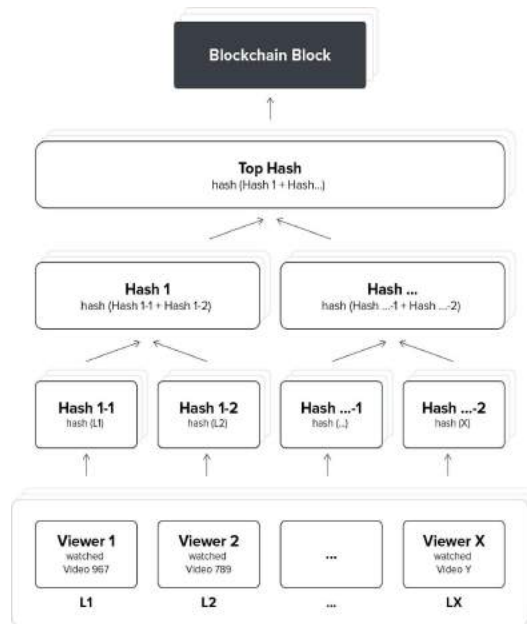 Blockchain Block
Top Hash
hash (Hash 1 + Hash...)
Hash 1
hash (Hash 1-1 + Hash 1-2)
Hash ...
hash (Hash ...-1 + Hash ...-2)
Hash 1-1
hash (L1)
Hash 1-2
hash (L2)
Hash ...-1
hash (...)
Hash ...-2
hash (X)
Viewer 1
watched
Video 967
Viewer 2
watched
Video 789
...
Viewer X
watched
Video Y
L1
L2
...
LX